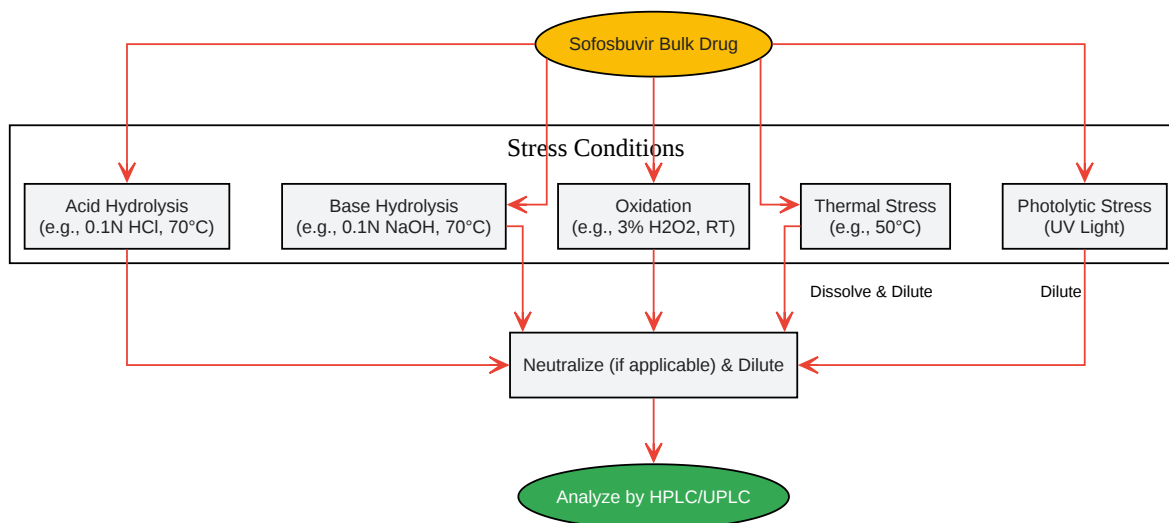 Sofosbuvir Bulk Drug
Stress Conditions
Acid Hydrolysis
(e.g., 0.1N HCl, 70°C)
Base Hydrolysis
(e.g., 0.1N NaOH, 70°C)
Oxidation
(e.g., 3% H2O2, RT)
Thermal Stress
(e.g., 50°C)
Photolytic Stress
(UV Light)
Dissolve & Dilute
Dilute
Neutralize (if applicable) & Dilute
Analyze by HPLC/UPLC